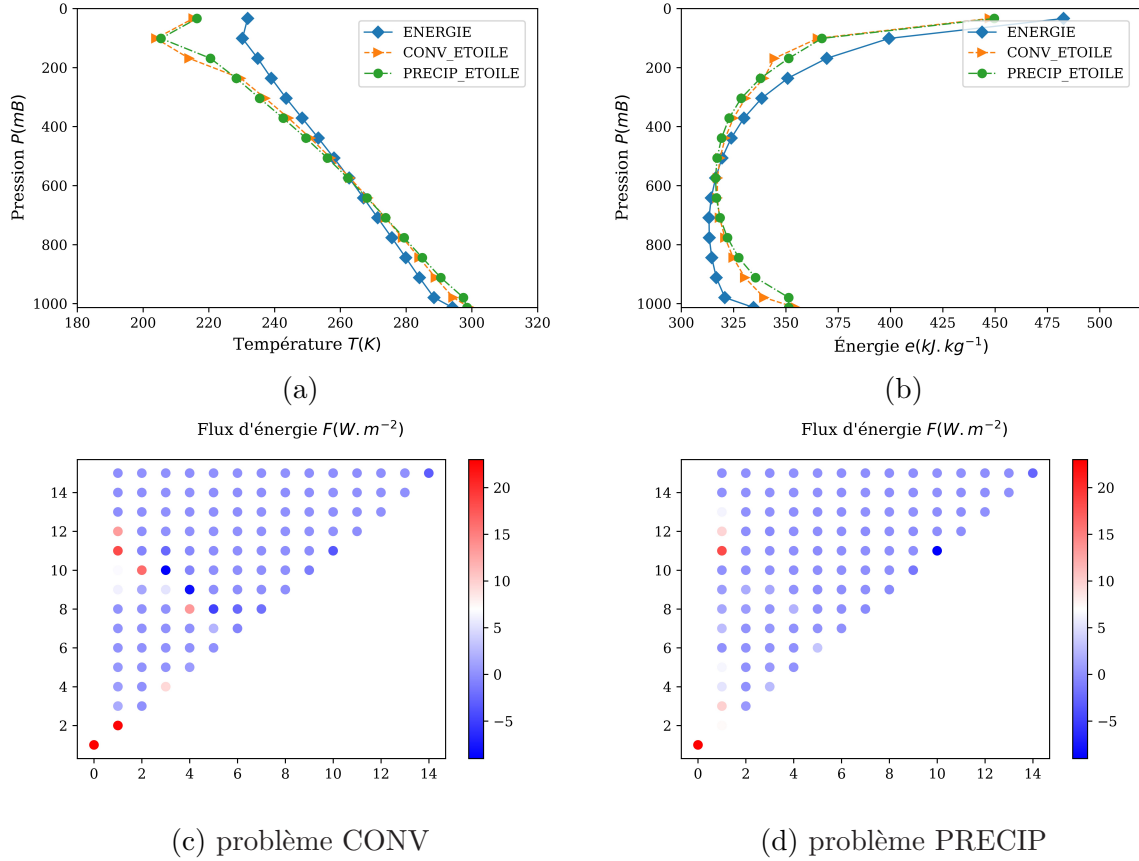 0
200
400
600
800
1000
Pression P(mB)
180 200 220 240 260 280 300 320
Température T(K)
ENERGIE
CONV_ETOILE
PRECIP_ETOILE
(a)
0
200
400
600
800
1000
Pression P(mB)
300 325 350 375 400 425 450 475 500
Énergie e(kJ.kg⁻¹)
ENERGIE
CONV_ETOILE
PRECIP_ETOILE
(b)
Flux d'énergie F(W.m⁻²)
14
12
10
8
6
4
2
0 2 4 6 8 10 12 14
20
15
10
5
0
−5
(c) problème CONV
Flux d'énergie F(W.m⁻²)
14
12
10
8
6
4
2
0 2 4 6 8 10 12 14
20
15
10
5
0
−5
(d) problème PRECIP